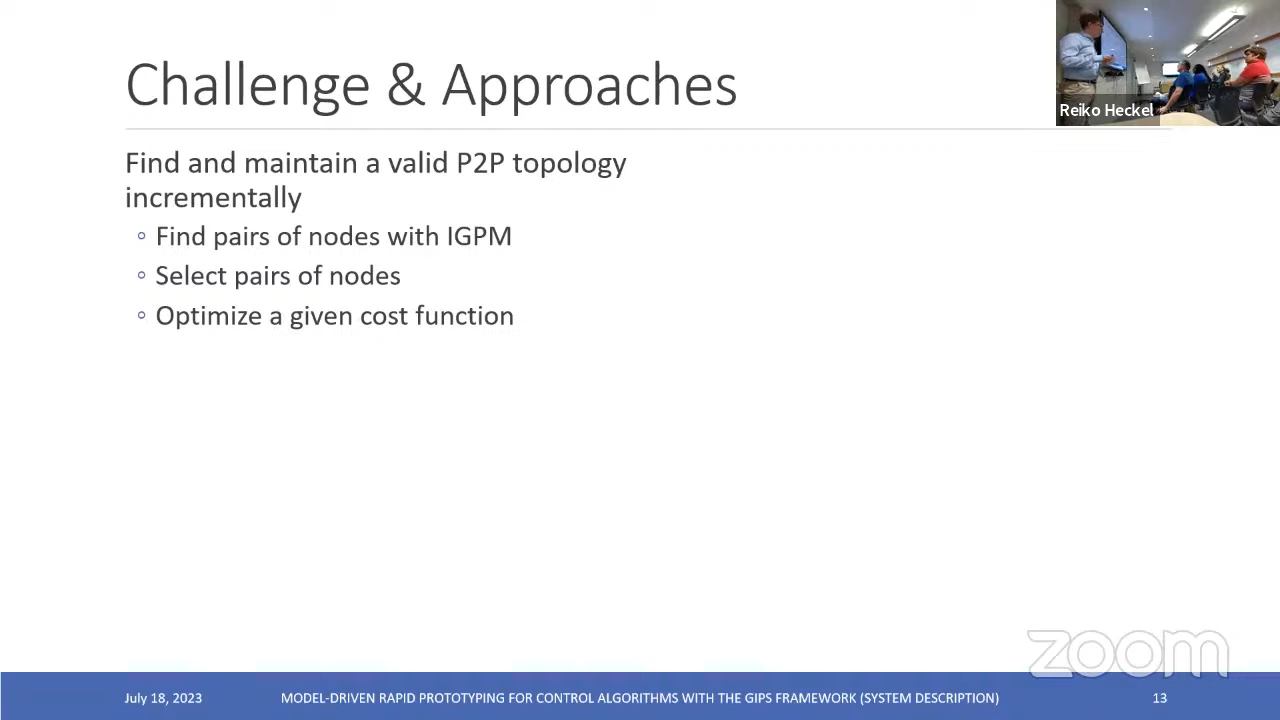 Challenge & Approaches
Reiko Heckel
Find and maintain a valid P2P topology
incrementally
◦ Find pairs of nodes with IGPM
◦ Select pairs of nodes
◦ Optimize a given cost function
zoom
July 18, 2023
MODEL-DRIVEN RAPID PROTOTYPING FOR CONTROL ALGORITHMS WITH THE GIPS FRAMEWORK (SYSTEM DESCRIPTION)
13